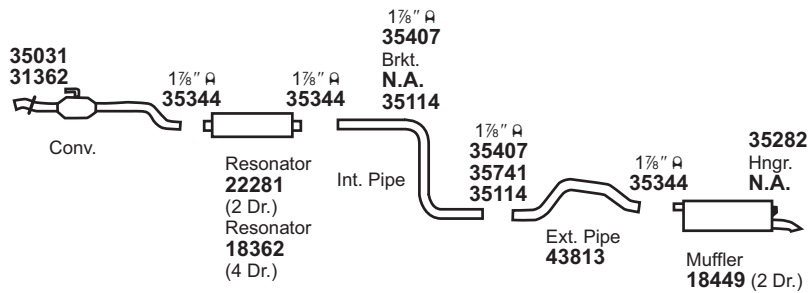 35031
31362
Conv.
1⅞″
35344
Resonator
22281
(2 Dr.)
Resonator
18362
(4 Dr.)
1⅞″
35344
1⅞″
35407
Brkt.
N.A.
35114
Int. Pipe
1⅞″
35407
35741
35114
Ext. Pipe
43813
1⅞″
35344
35282
Hngr.
N.A.
Muffler
18449 (2 Dr.)